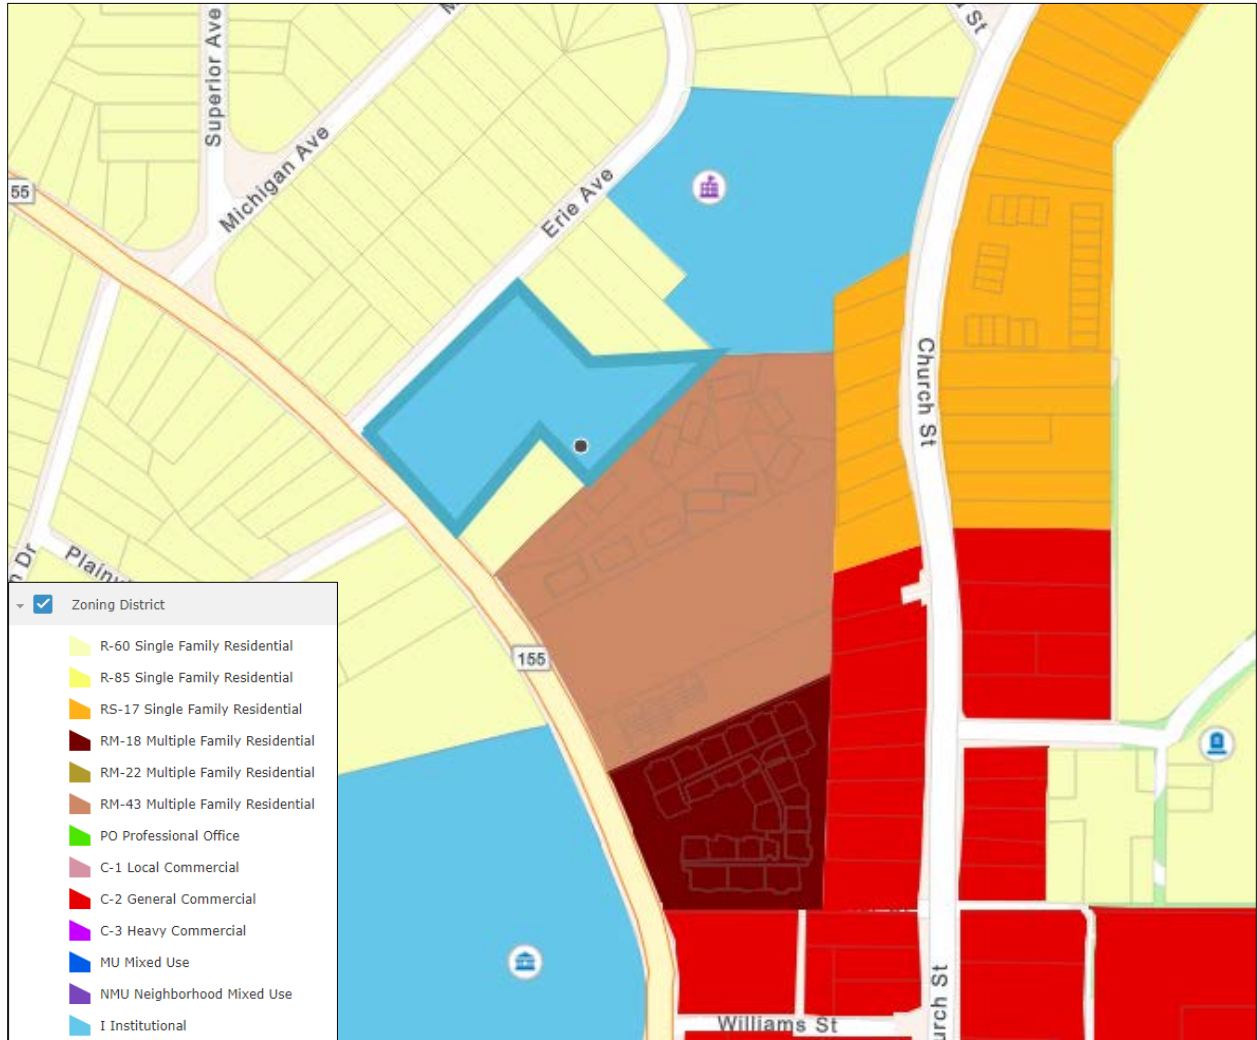 Superior Ave
Michigan Ave
Erie Ave
55
Church St
155
Zoning District
R-60 Single Family Residential
R-85 Single Family Residential
RS-17 Single Family Residential
RM-18 Multiple Family Residential
RM-22 Multiple Family Residential
RM-43 Multiple Family Residential
PO Professional Office
C-1 Local Commercial
C-2 General Commercial
C-3 Heavy Commercial
MU Mixed Use
NMU Neighborhood Mixed Use
I Institutional
Williams St
urch St
St
n Dr